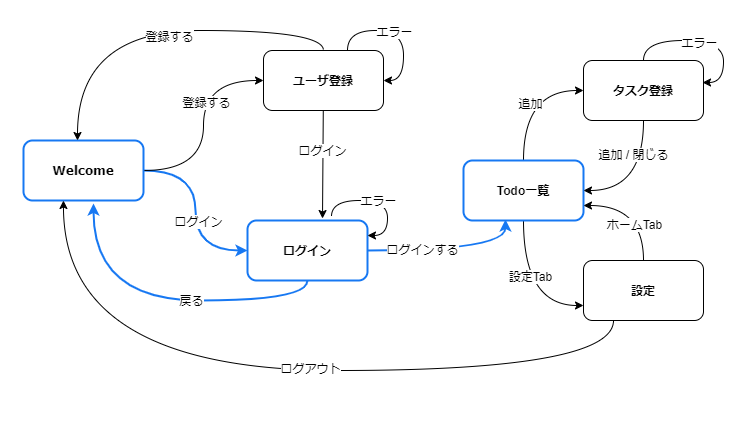 登録する
エラー
ユーザ登録
登録する
ログイン
Welcome
ログイン
エラー
ログイン
ログインする
戻る
ログアウト
エラー
タスク登録
追加
追加 / 閉じる
Todo一覧
ホームTab
設定Tab
設定